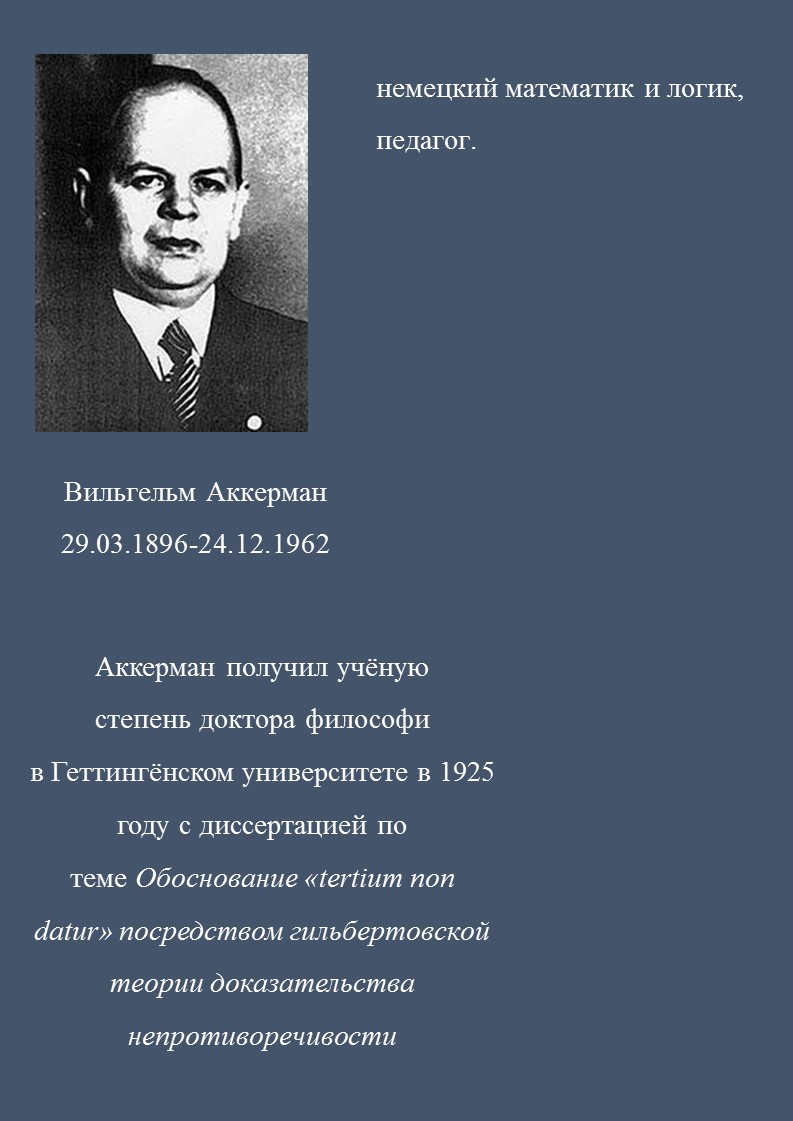 немецкий математик и логик,
педагог.
Вильгельм Аккерман
29.03.1896-24.12.1962
Аккерман получил учёную
степень доктора философи
в Геттингёнском университете в 1925
году с диссертацией по
теме Обоснование «tertium non
datur» посредством гильбертовской
теории доказательства
непротиворечивости